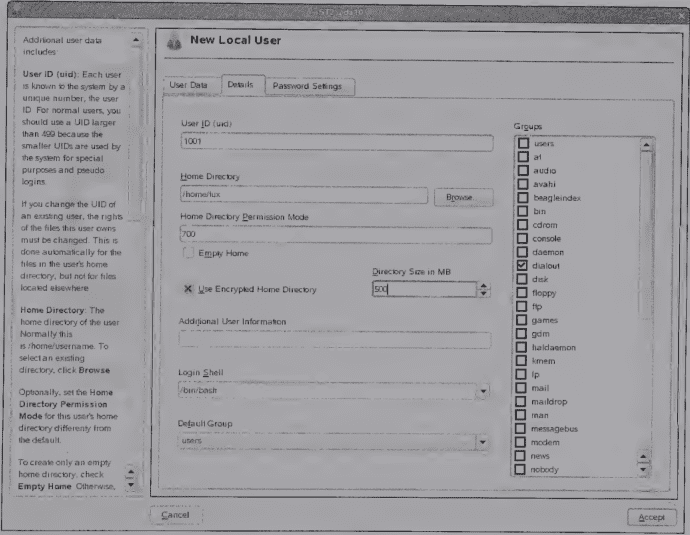 Additional user data
includes:
User ID (uid): Each user
is known to the system by a
unique number, the user
ID. For normal users, you
should use a UID larger
than 499 because the
smaller UIDs are used by
the system for special
purposes and pseudo
logins.
If you change the UID of
an existing user, the rights
of the files this user owns
must be changed. This is
done automatically for the
files in the user's home
directory, but not for files
located elsewhere
Home Directory: The
home directory of the user
Normally this
is /home/username. To
select an existing
directory, click Browse
Optionally, set the Home
Directory Permission
Mode for this user's home
directory differently from
the default.
To create only an empty
home directory, check
Empty Home Otherwise,
New Local User
User Data
Details
Password Settings
User ID (uid)
1001
Home Directory
/home/tux
Browse
Home Directory Permission Mode
700
Empty Home
Directory Size in MB
Use Encrypted Home Directory
500
Additional User Information
Login Shell
/bin/bash
Default Group
users
Groups
users
at
audio
avahi
beagleindex
bin
cdrom
console
daemon
dialout
disk
floppy
ftp
games
gdm
haldaemon
kmem
lp
mail
maildrop
man
messagebus
modem
news
nobody
Cancel
Accept